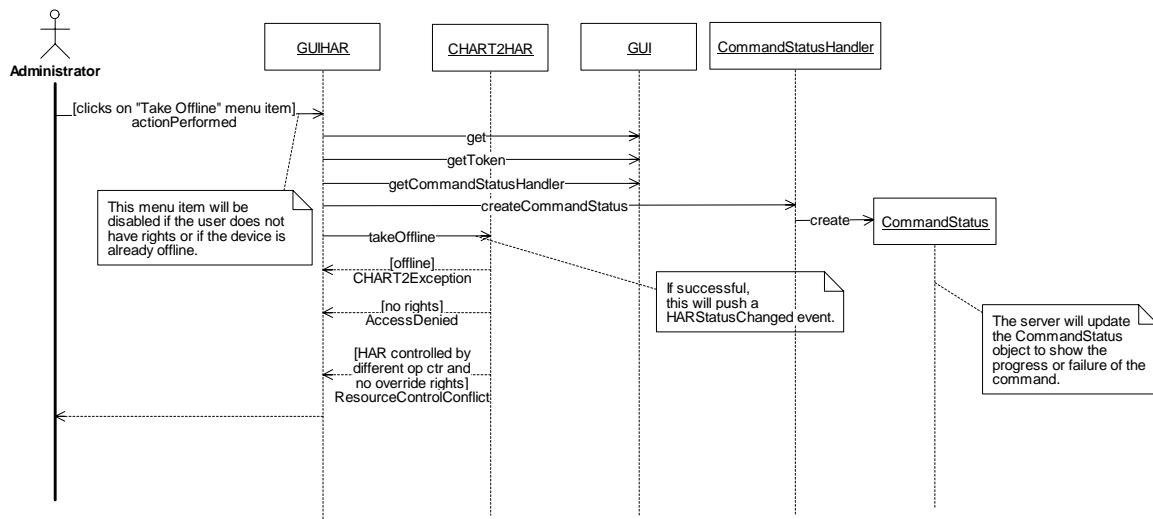 GUIHAR
CHART2HAR
GUI
CommandStatusHandler
Administrator
[clicks on "Take Offline" menu item]
actionPerformed
get
getToken
getCommandStatusHandler
This menu item will be
disabled if the user does not
have rights or if the device is
already offline.
createCommandStatus
create
CommandStatus
takeOffline
[offline]
CHART2Exception
If successful,
this will push a
HARStatusChanged event.
[no rights]
AccessDenied
The server will update
the CommandStatus
object to show the
progress or failure of the
command.
[HAR controlled by
different op ctr and
no override rights]
ResourceControlConflict